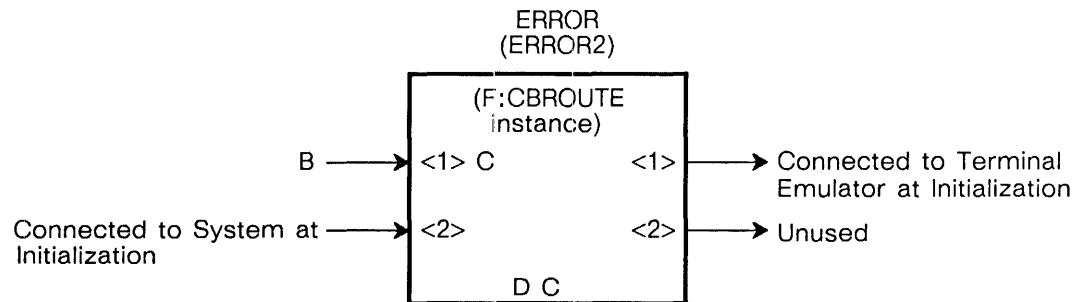 ERROR
(ERROR2)
(F:CBROUTE
instance)
B
<1> C
<1>
Connected to Terminal
Emulator at Initialization
Connected to System at
Initialization
<2>
<2>
Unused
D C